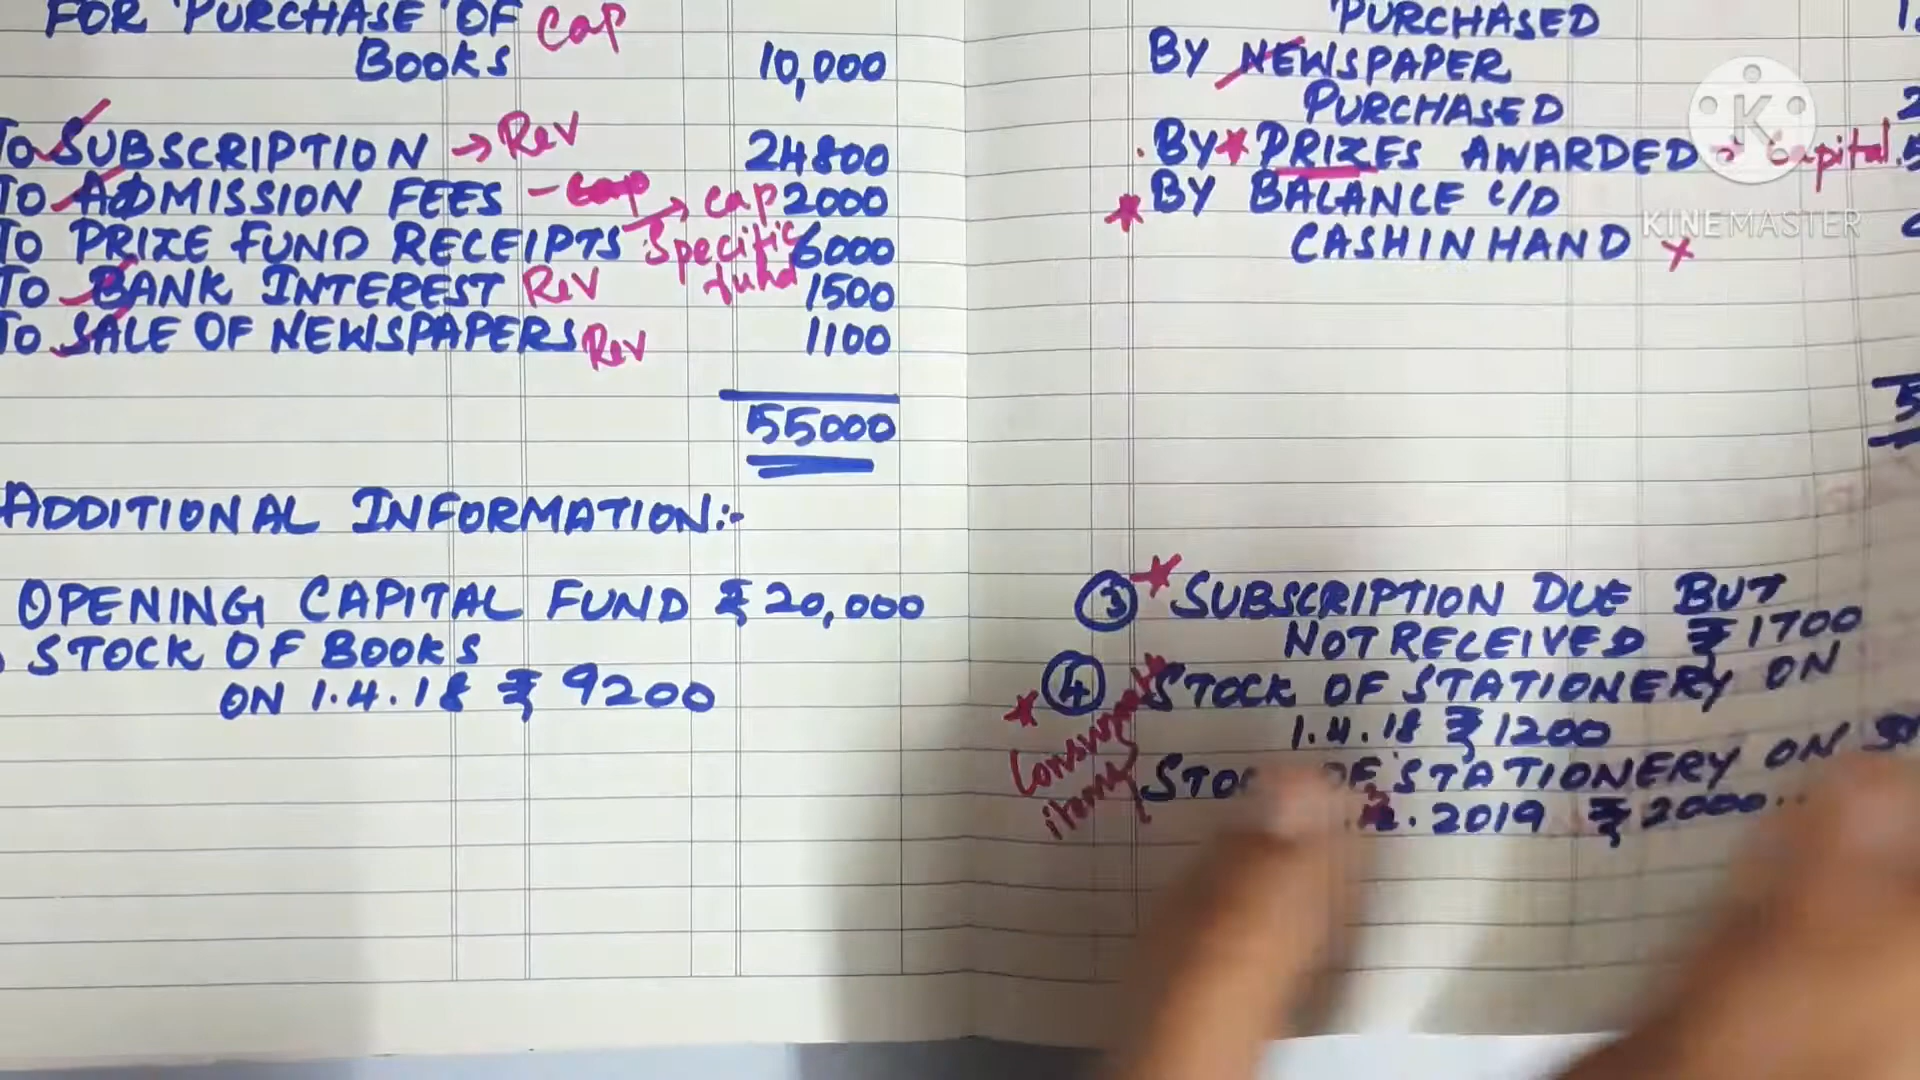 FOR PURCHASE OF Cap
BOOKS 10,000
TO SUBSCRIPTION → Rev 24800
TO ADMISSION FEES - Cap → cap 2000
TO PRIZE FUND RECEIPTS Specific fund 6000
TO BANK INTEREST Rev 1500
TO SALE OF NEWSPAPERS Rev 1100
55000
ADDITIONAL INFORMATION:-
OPENING CAPITAL FUND ₹ 20,000
STOCK OF BOOKS
ON 1.4.18 ₹ 9200
PURCHASED
BY NEWSPAPER
PURCHASED
BY PRIZES AWARDED Capital
BY BALANCE C/D
CASH IN HAND ×
③ SUBSCRIPTION DUE BUT
NOT RECEIVED ₹ 1700
④ STOCK OF STATIONERY ON
1.4.18 ₹ 1200
STOCK OF STATIONERY ON
2019 ₹ 2000
items
K
KINEMASTER